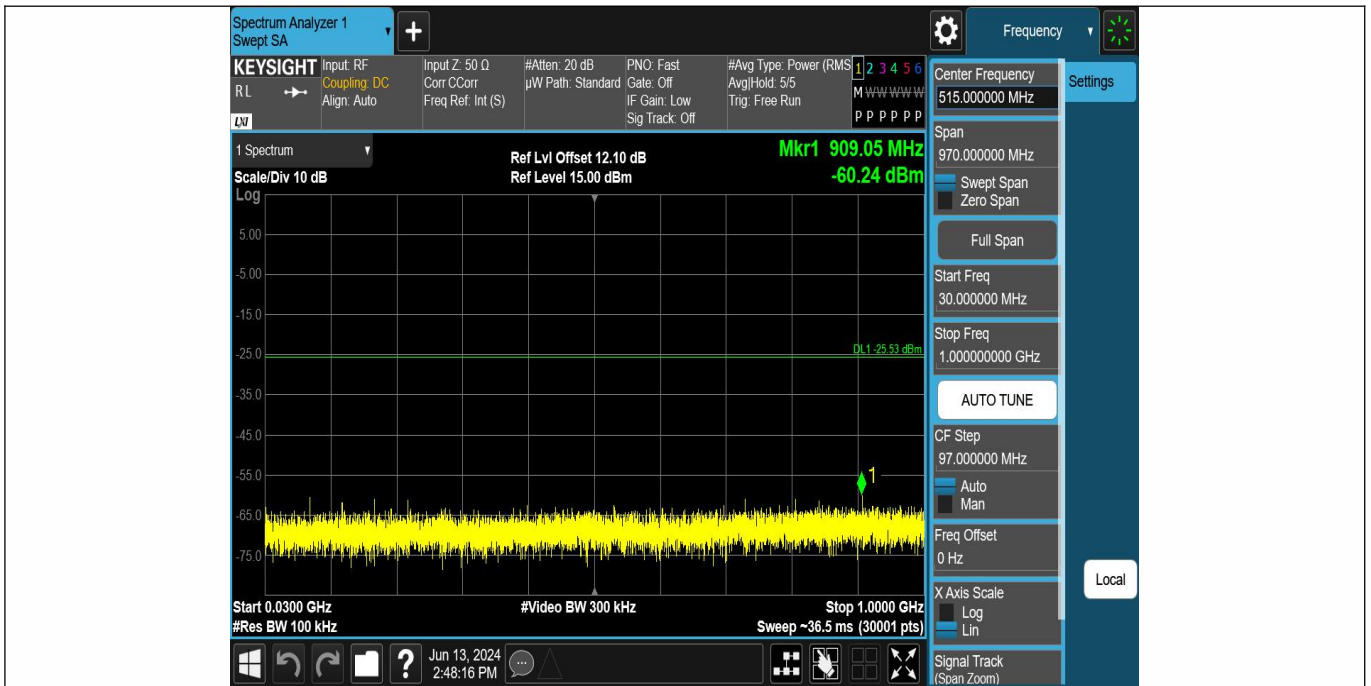 Spectrum Analyzer 1
Swept SA
Frequency
KEYSIGHT
RL
LXI
Input: RF
Coupling: DC
Align: Auto
Input Z: 50 Ω
Corr CCorr
Freq Ref: Int (S)
#Atten: 20 dB
µW Path: Standard
PNO: Fast
Gate: Off
IF Gain: Low
Sig Track: Off
#Avg Type: Power (RMS
Avg|Hold: 5/5
Trig: Free Run
1 2 3 4 5 6
M W W W W W
P P P P P P
1 Spectrum
Scale/Div 10 dB
Log
Ref Lvl Offset 12.10 dB
Ref Level 15.00 dBm
Mkr1 909.05 MHz
-60.24 dBm
5.00
-5.00
-15.0
-25.0
DL1 -25.53 dBm
-35.0
-45.0
-55.0
1
-65.0
-75.0
Start 0.0300 GHz
#Res BW 100 kHz
#Video BW 300 kHz
Stop 1.0000 GHz
Sweep ~36.5 ms (30001 pts)
Jun 13, 2024
2:48:16 PM
Center Frequency
515.000000 MHz
Span
970.000000 MHz
Swept Span
Zero Span
Full Span
Start Freq
30.000000 MHz
Stop Freq
1.000000000 GHz
AUTO TUNE
CF Step
97.000000 MHz
Auto
Man
Freq Offset
0 Hz
X Axis Scale
Log
Lin
Signal Track
(Span Zoom)
Settings
Local